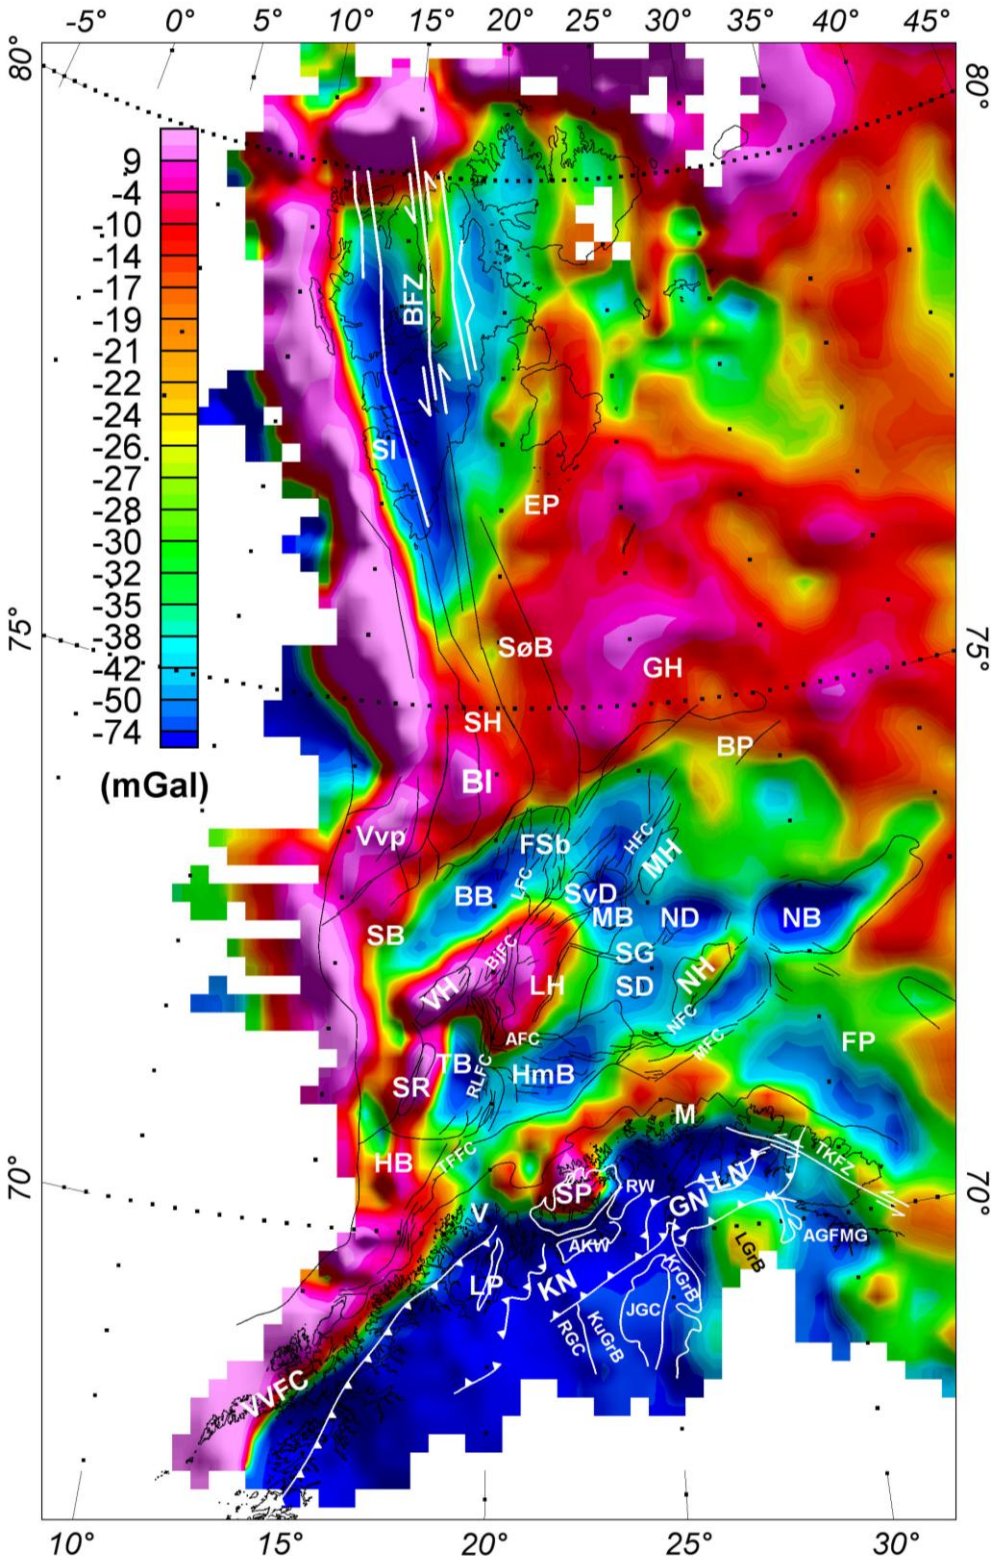 -5° 0° 5° 10° 15° 20° 25° 30° 35° 40° 45°
80° 80°
9
-4
-10
-14
-17
-19
-21
-22
-24
-26
-27
-28
-30
-32
-35
-38
-42
-50
-74
(mGal)
BFZ
SI
EP
75° 75°
SøB
GH
SH
BP
BI
Vvp
FSb
HFC
MH
LFC
BB
SvD
MB
ND
NB
SB
BjFC
SG
VH
LH
SD
NH
NFC
AFC
MFC
FP
TB
RLFC
HmB
SR
M
TFFC
TKFZ
HB
70° 70°
SP
RW
GN
LN
V
AKW
LGrB
AGFMG
LP
KN
KrGrB
JGC
RGC
KuGrB
VVFC
10° 15° 20° 25° 30°